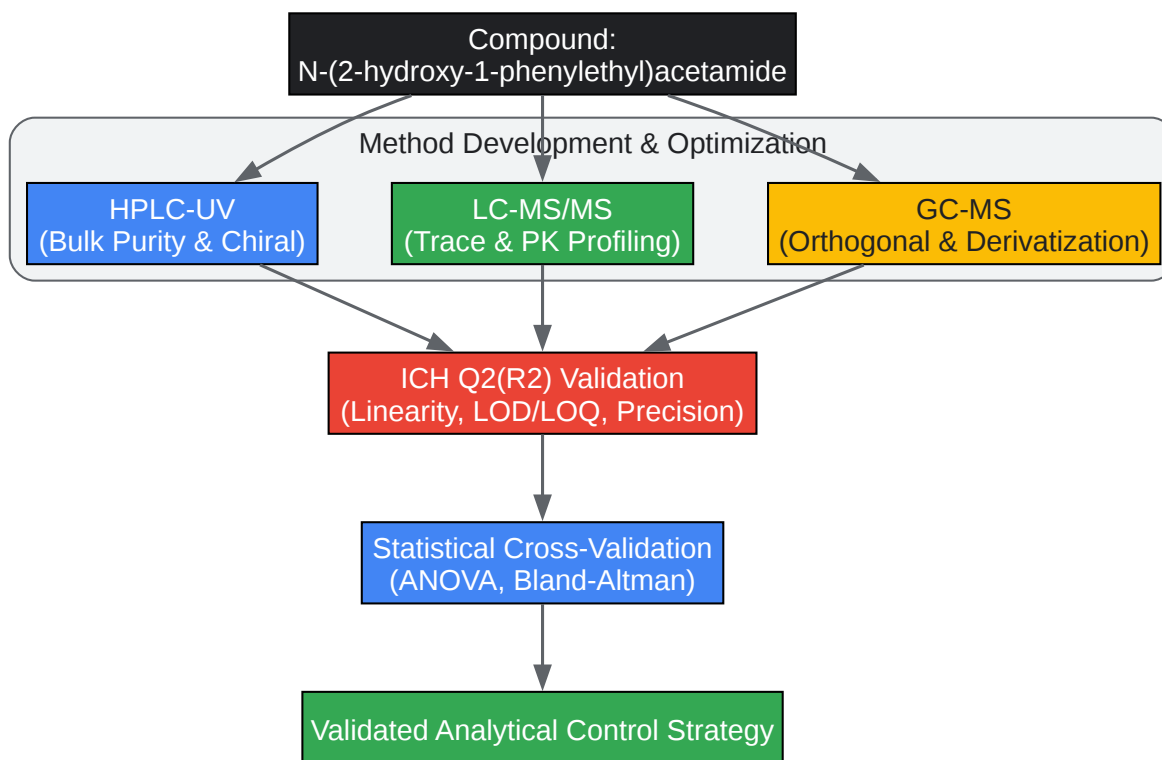 Compound:
N-(2-hydroxy-1-phenylethyl)acetamide
Method Development & Optimization
HPLC-UV
(Bulk Purity & Chiral)
LC-MS/MS
(Trace & PK Profiling)
GC-MS
(Orthogonal & Derivatization)
ICH Q2(R2) Validation
(Linearity, LOD/LOQ, Precision)
Statistical Cross-Validation
(ANOVA, Bland-Altman)
Validated Analytical Control Strategy